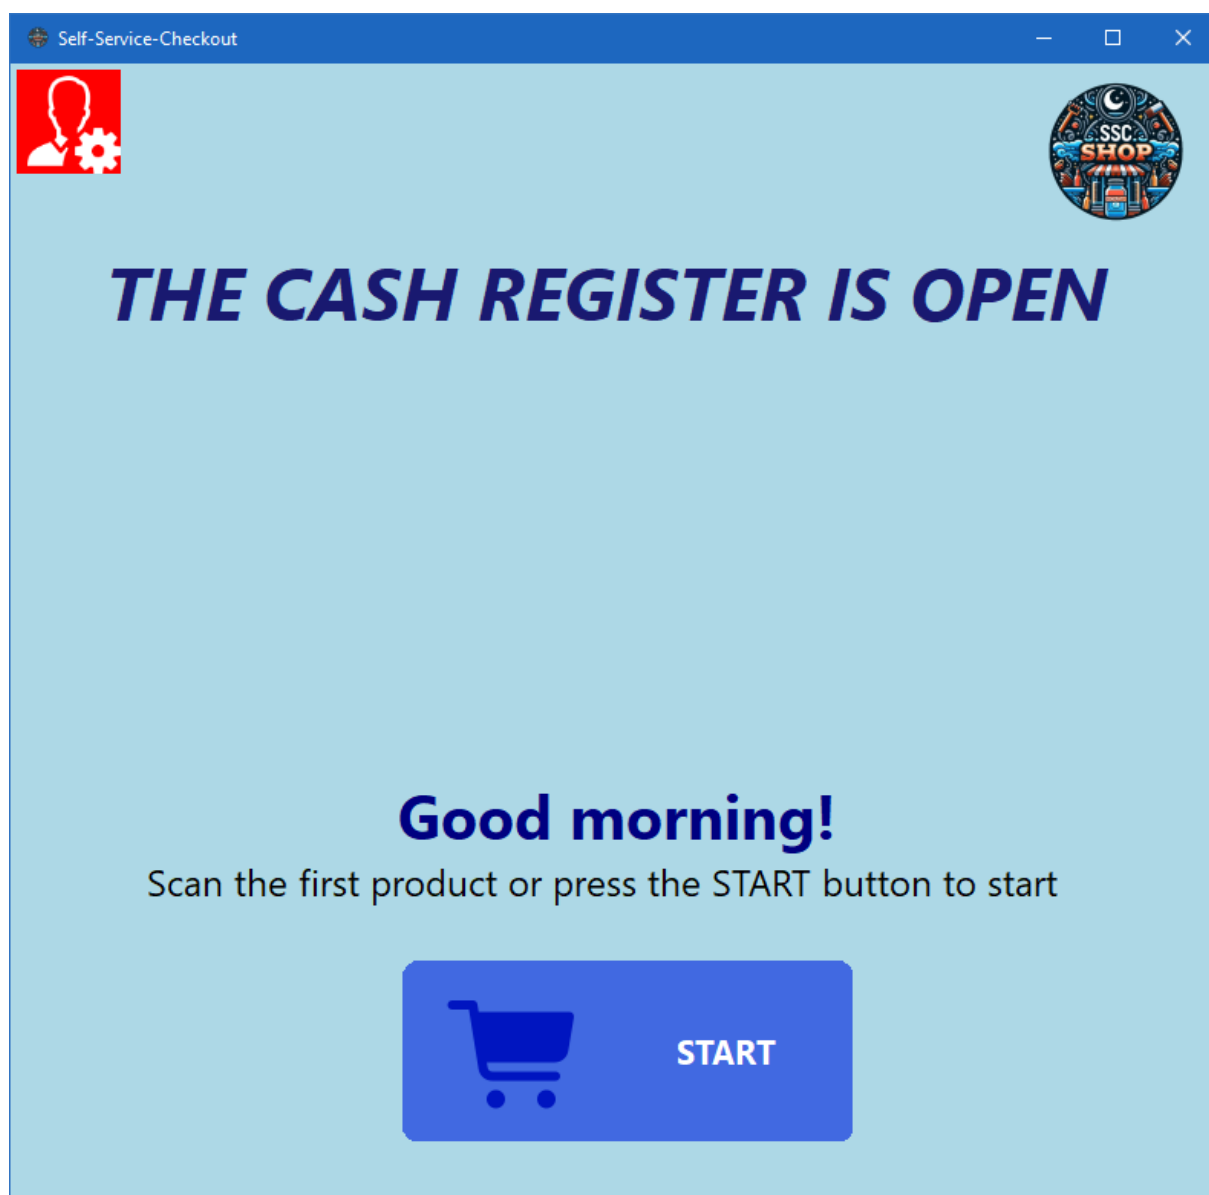 Self-Service-Checkout
SSC
SHOP
THE CASH REGISTER IS OPEN
Good morning!
Scan the first product or press the START button to start
START